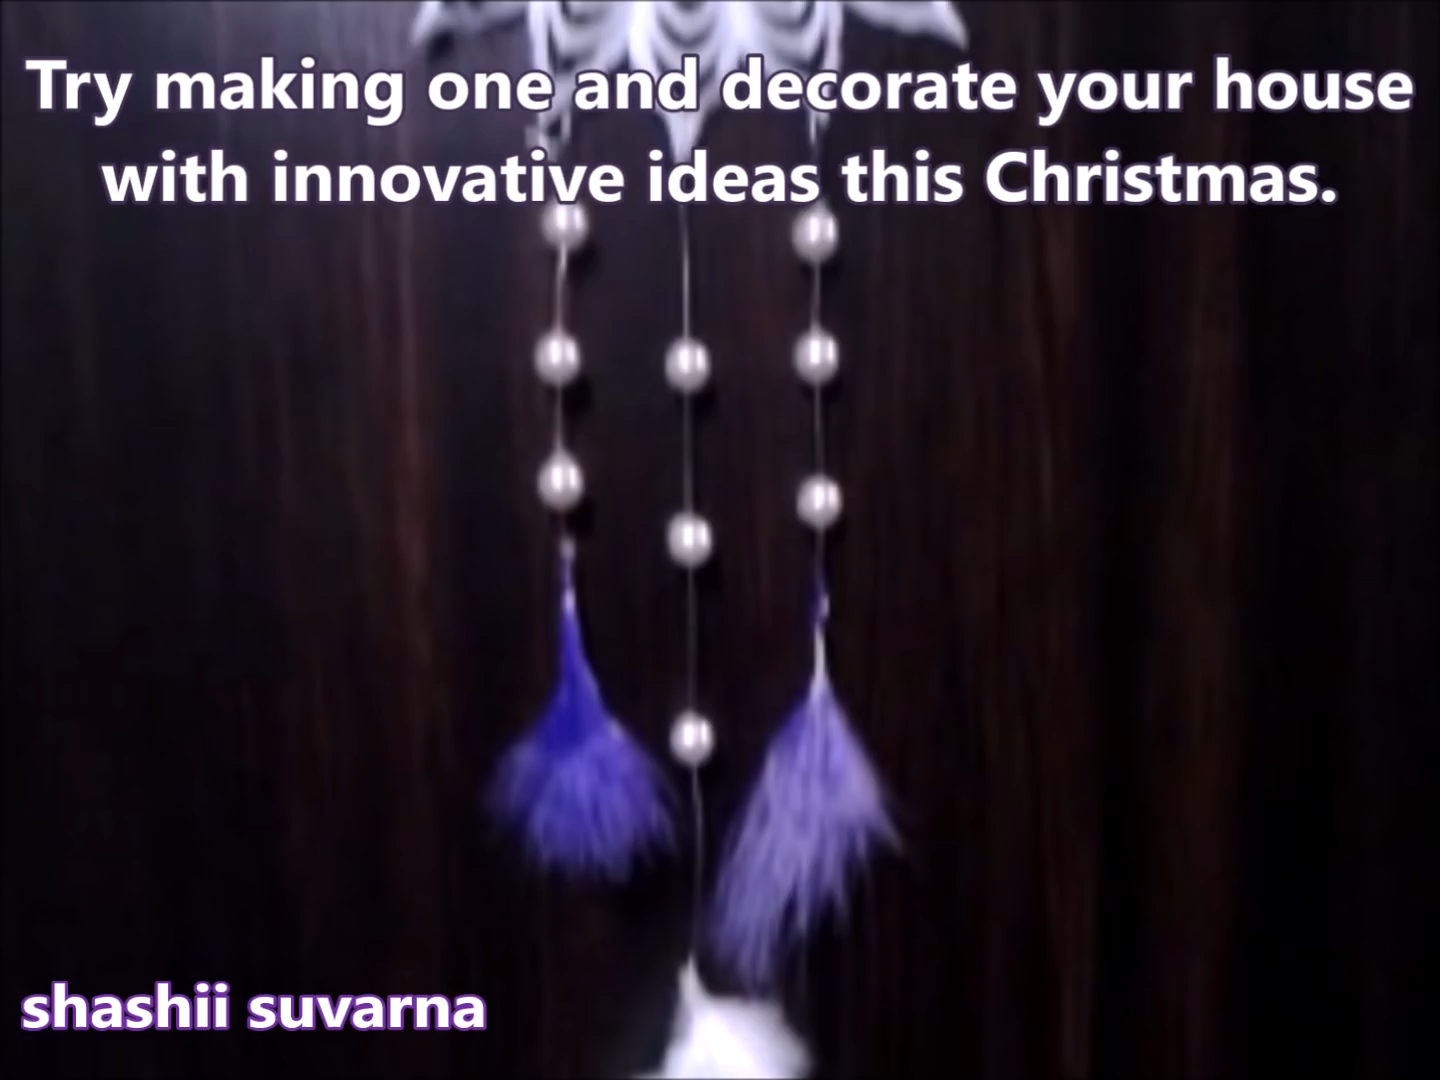 Try making one and decorate your house
with innovative ideas this Christmas.
shashii suvarna